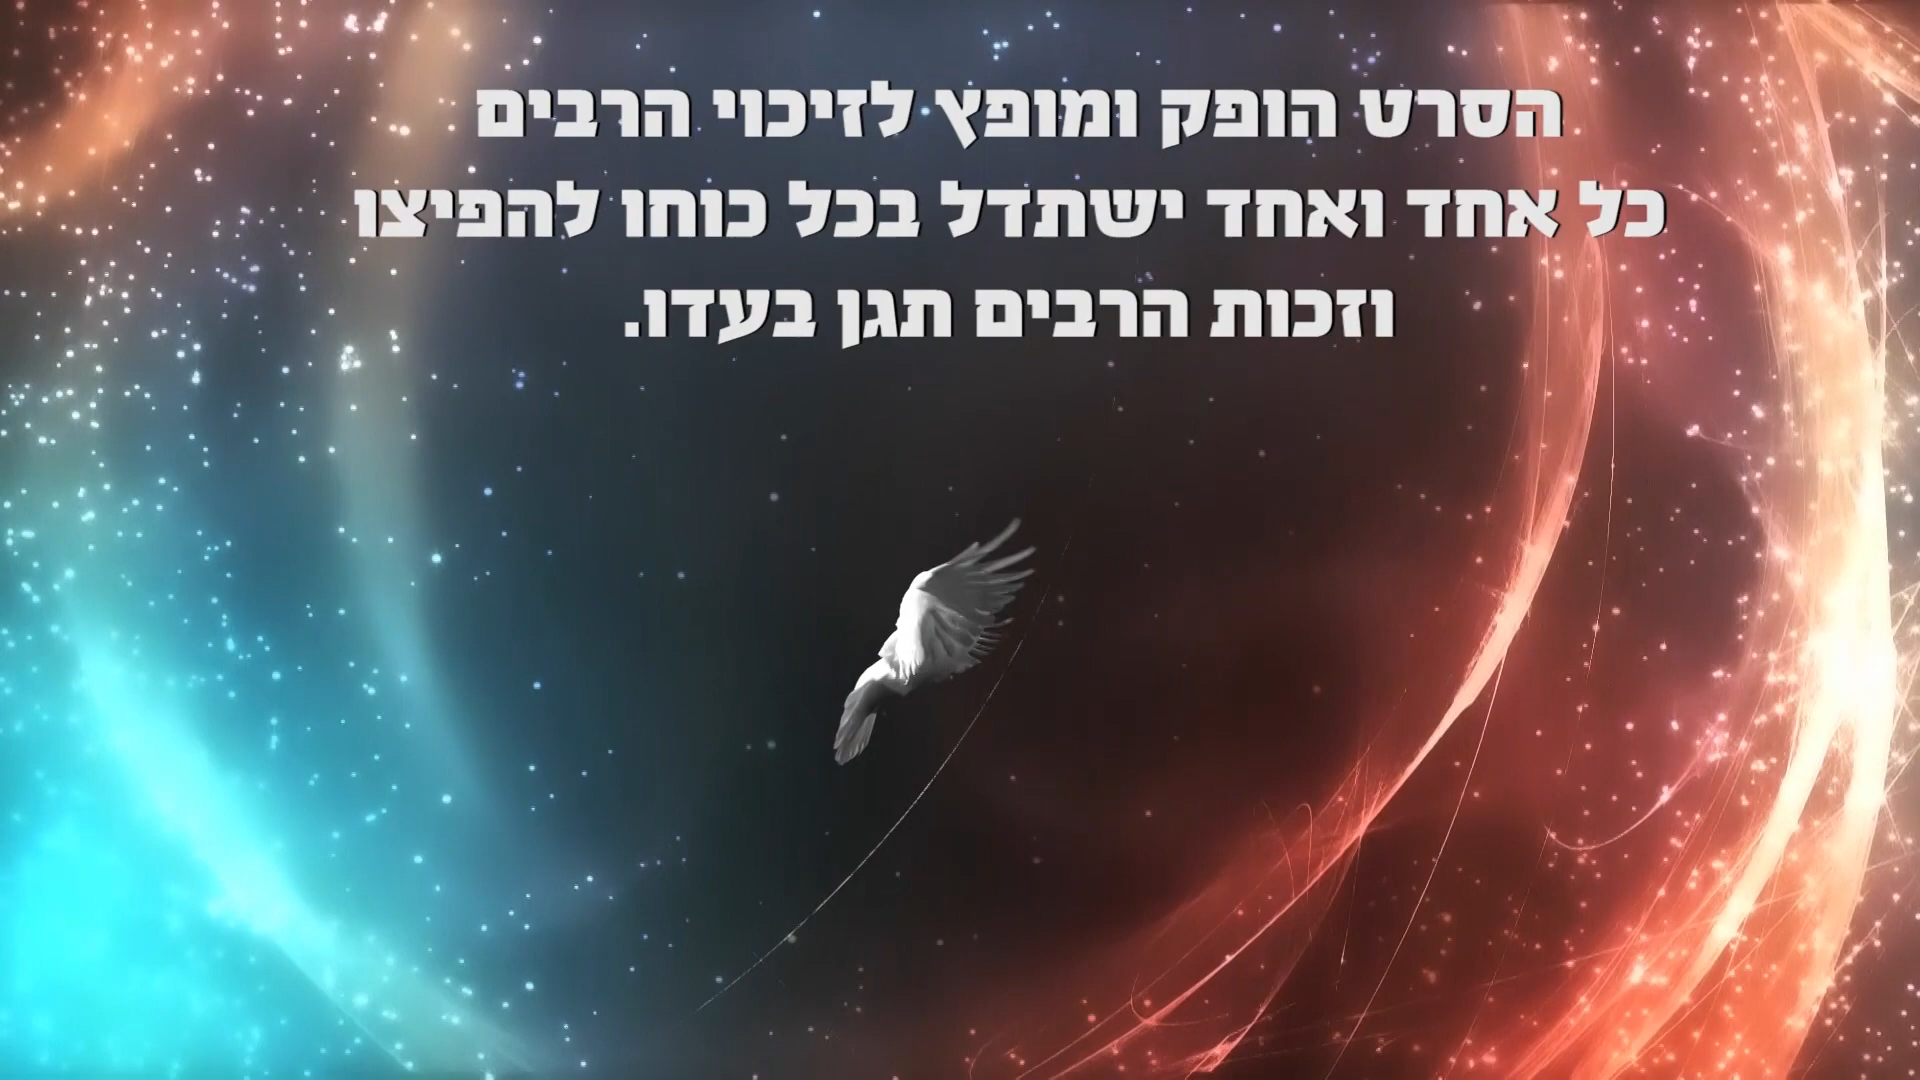 הסרט הופק ומופץ לזיכוי הרבים
כל אחד ואחד ישתדל בכל כוחו להפיצו
וזכות הרבים תגן בעדו.